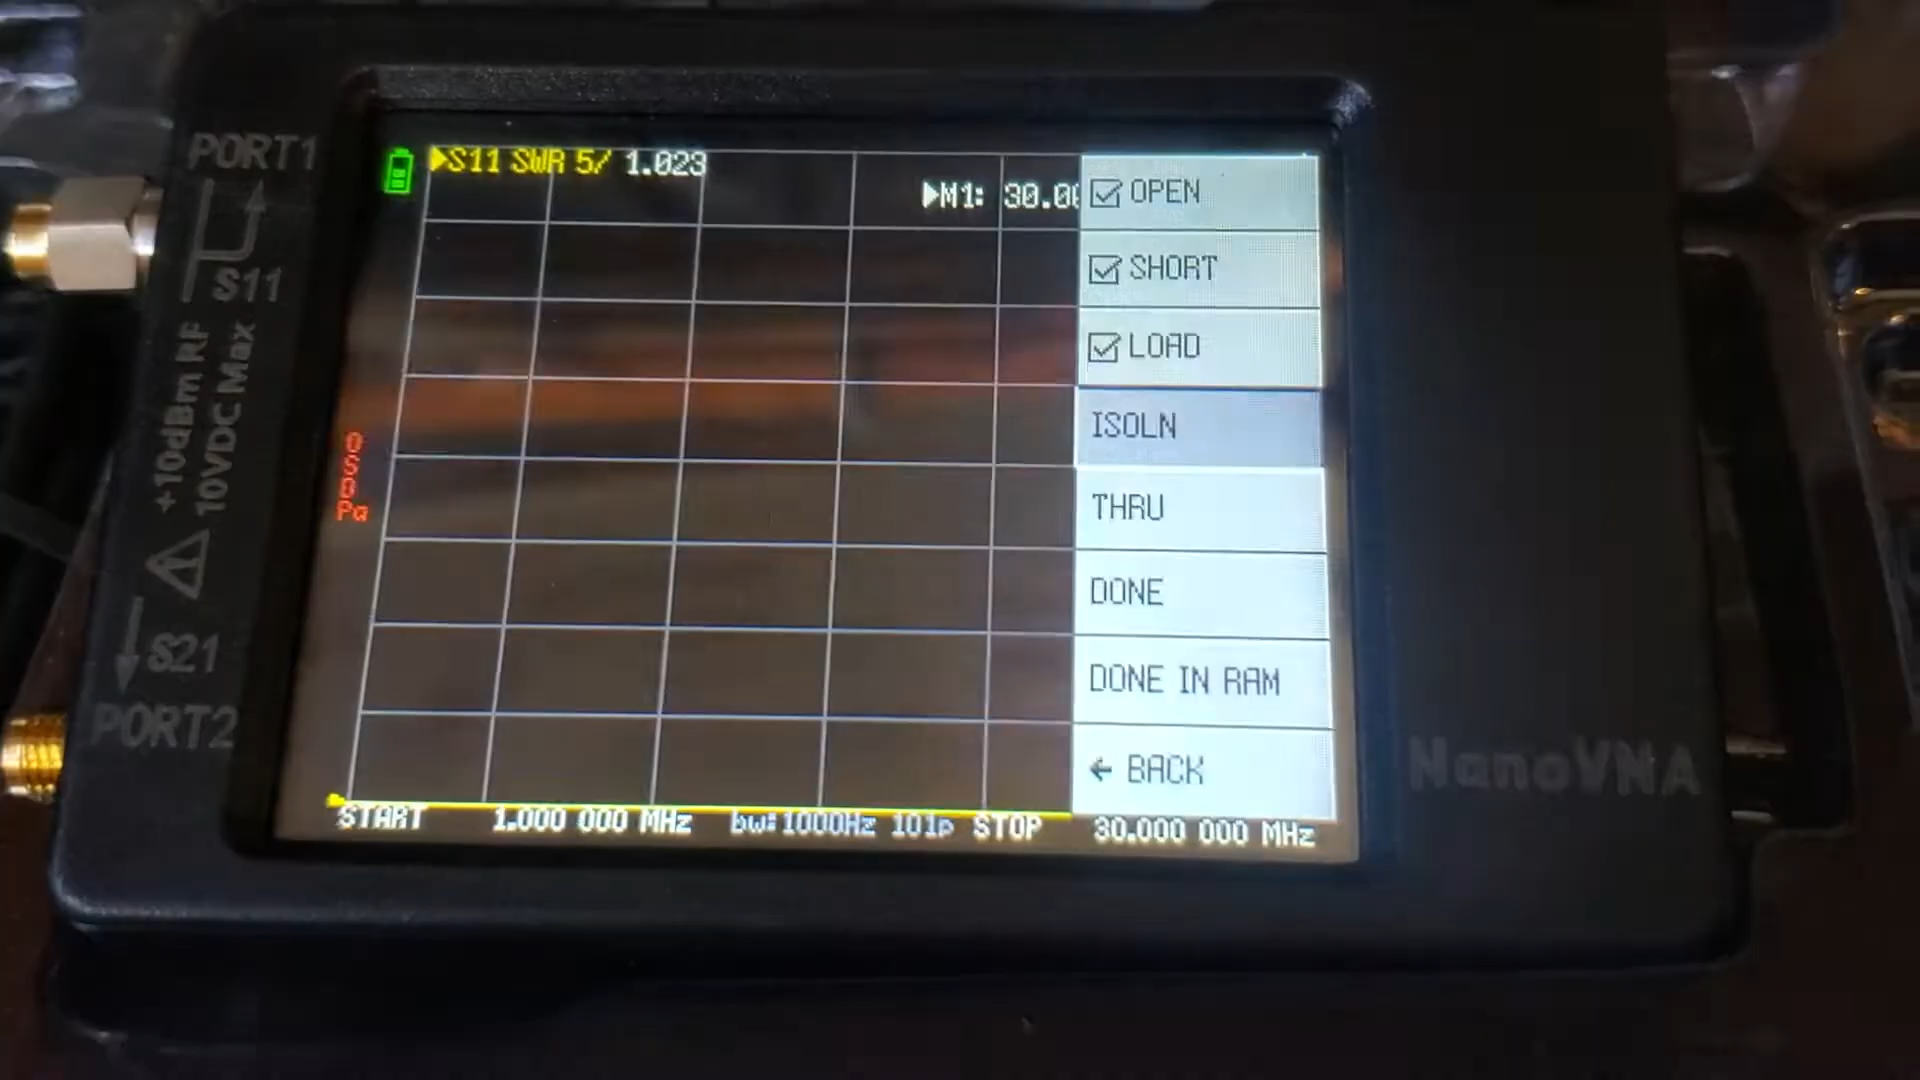 PORT1
S11
+10dBm RF
10VDC Max
S21
PORT2
S11 SWR 5/ 1.023
M1: 30.00
O
S
D
Pa
OPEN
SHORT
LOAD
ISOLN
THRU
DONE
DONE IN RAM
← BACK
START 1.000 000 MHz bw:1000Hz 101p STOP 30.000 000 MHz
NanoVNA